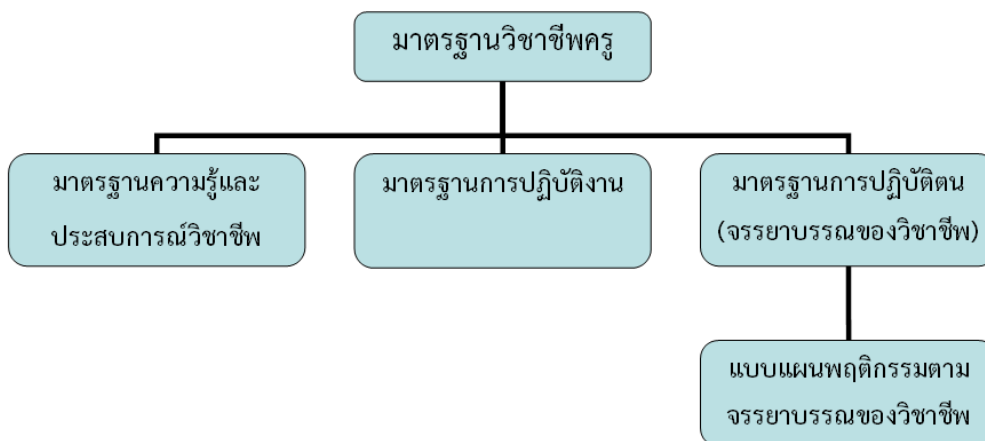 มาตรฐานวิชาชีพครู
มาตรฐานความรู้และ
ประสบการณ์วิชาชีพ
มาตรฐานการปฏิบัติงาน
มาตรฐานการปฏิบัติตน
(จรรยาบรรณของวิชาชีพ)
แบบแผนพฤติกรรมตาม
จรรยาบรรณของวิชาชีพ